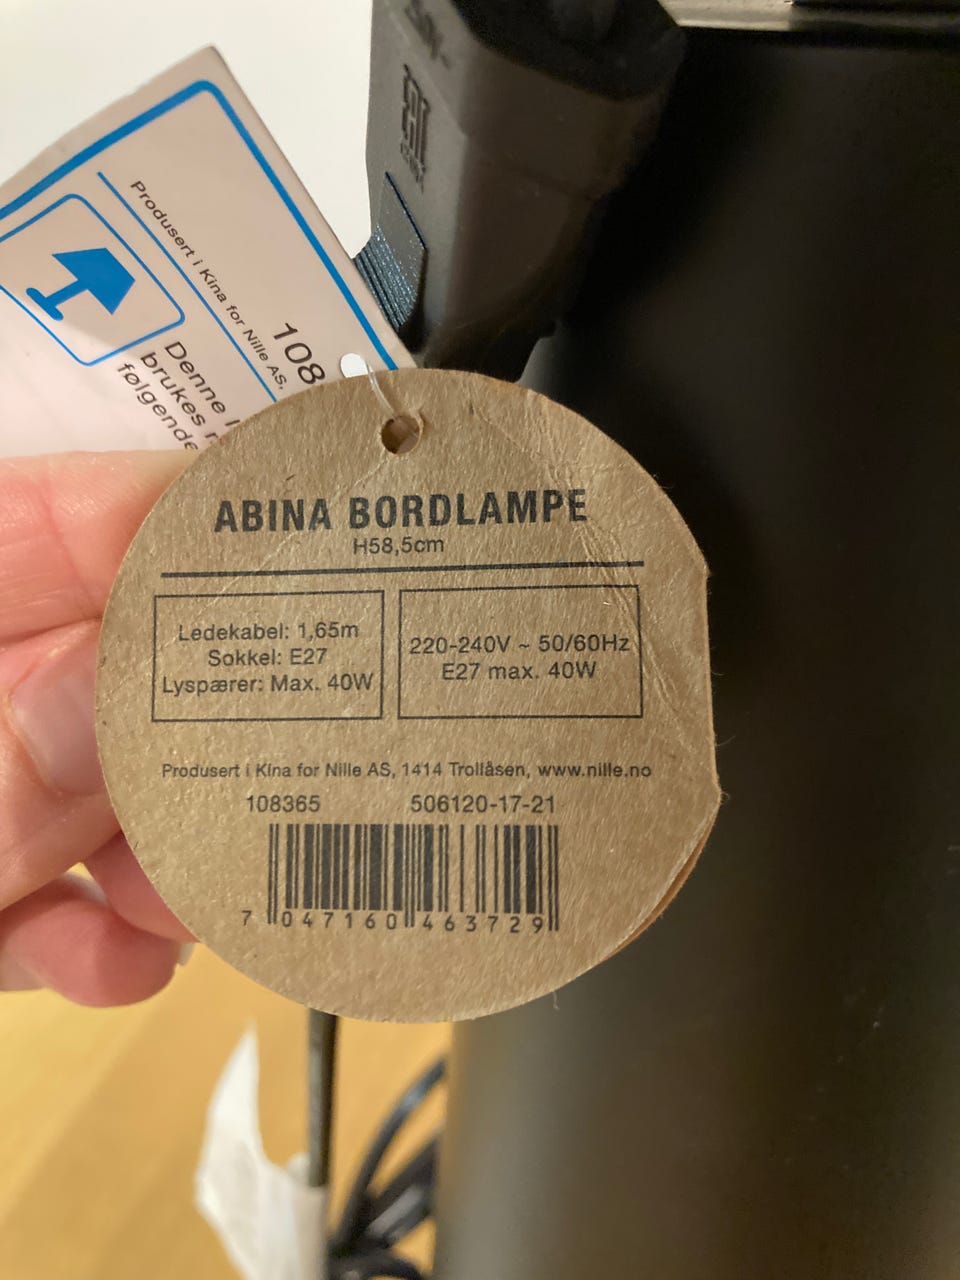 Produsert i Kina for Nille AS,
108
Denne
brukes
følgende
ABINA BORDLAMPE
H58,5cm
Ledekabel: 1,65m
Sokkel: E27
Lyspærer: Max. 40W
220-240V ~ 50/60Hz
E27 max. 40W
Produsert i Kina for Nille AS, 1414 Trollåsen, www.nille.no
108365 506120-17-21
7 047160 463729